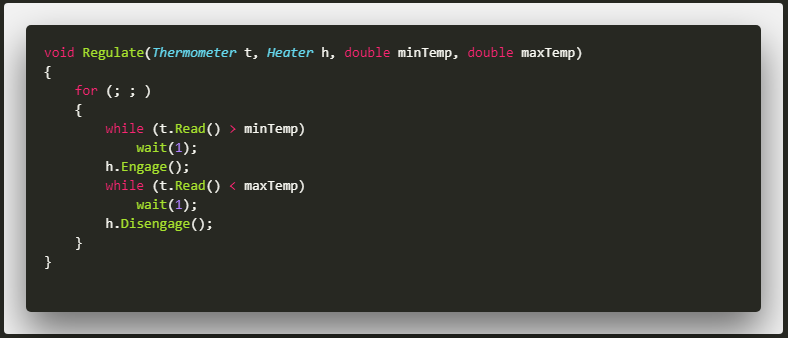 void Regulate(Thermometer t, Heater h, double minTemp, double maxTemp)
{
    for (; ; )
    {
        while (t.Read() > minTemp)
            wait(1);
        h.Engage();
        while (t.Read() < maxTemp)
            wait(1);
        h.Disengage();
    }
}